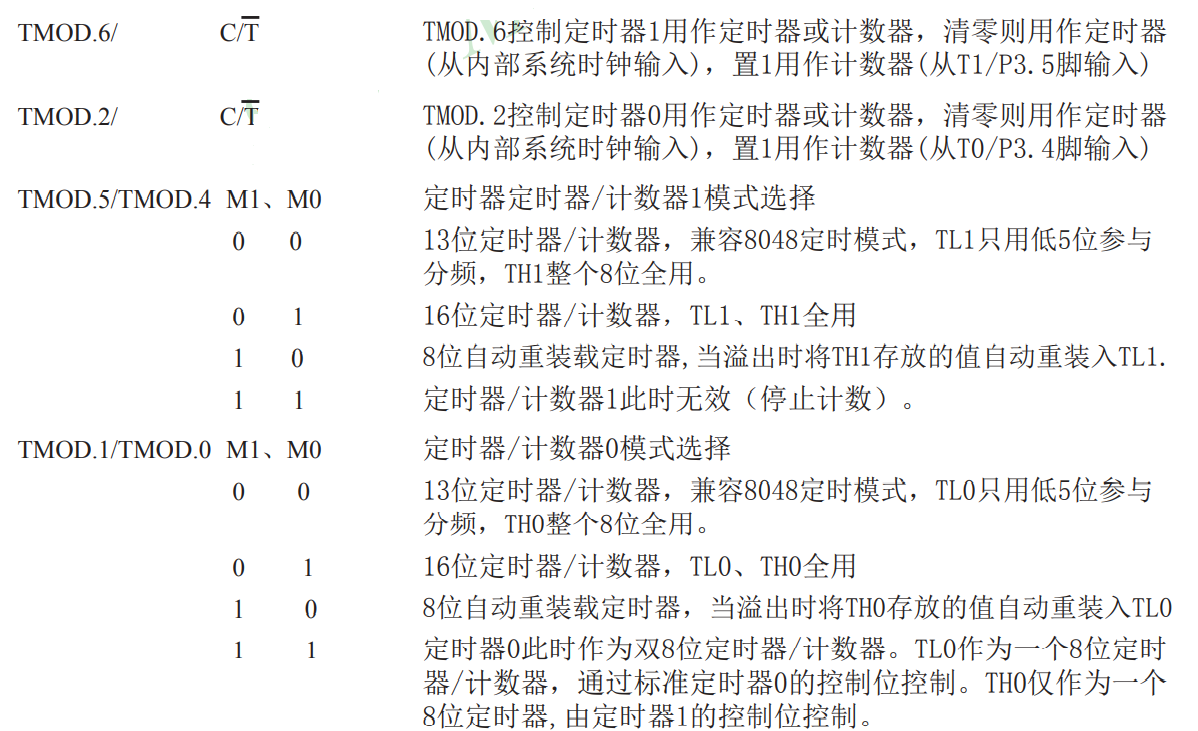 TMOD.6/ C/T̅ TMOD.6控制定时器1用作定时器或计数器，清零则用作定时器
(从内部系统时钟输入)，置1用作计数器(从T1/P3.5脚输入)
TMOD.2/ C/T̅ TMOD.2控制定时器0用作定时器或计数器，清零则用作定时器
(从内部系统时钟输入)，置1用作计数器(从T0/P3.4脚输入)
TMOD.5/TMOD.4 M1、M0 定时器定时器/计数器1模式选择
0 0 13位定时器/计数器，兼容8048定时模式，TL1只用低5位参与
分频，TH1整个8位全用。
0 1 16位定时器/计数器，TL1、TH1全用
1 0 8位自动重装载定时器,当溢出时将TH1存放的值自动重装入TL1.
1 1 定时器/计数器1此时无效（停止计数）。
TMOD.1/TMOD.0 M1、M0 定时器/计数器0模式选择
0 0 13位定时器/计数器，兼容8048定时模式，TL0只用低5位参与
分频，TH0整个8位全用。
0 1 16位定时器/计数器，TL0、TH0全用
1 0 8位自动重装载定时器，当溢出时将TH0存放的值自动重装入TL0
1 1 定时器0此时作为双8位定时器/计数器。TL0作为一个8位定时
器/计数器，通过标准定时器0的控制位控制。TH0仅作为一个
8位定时器,由定时器1的控制位控制。